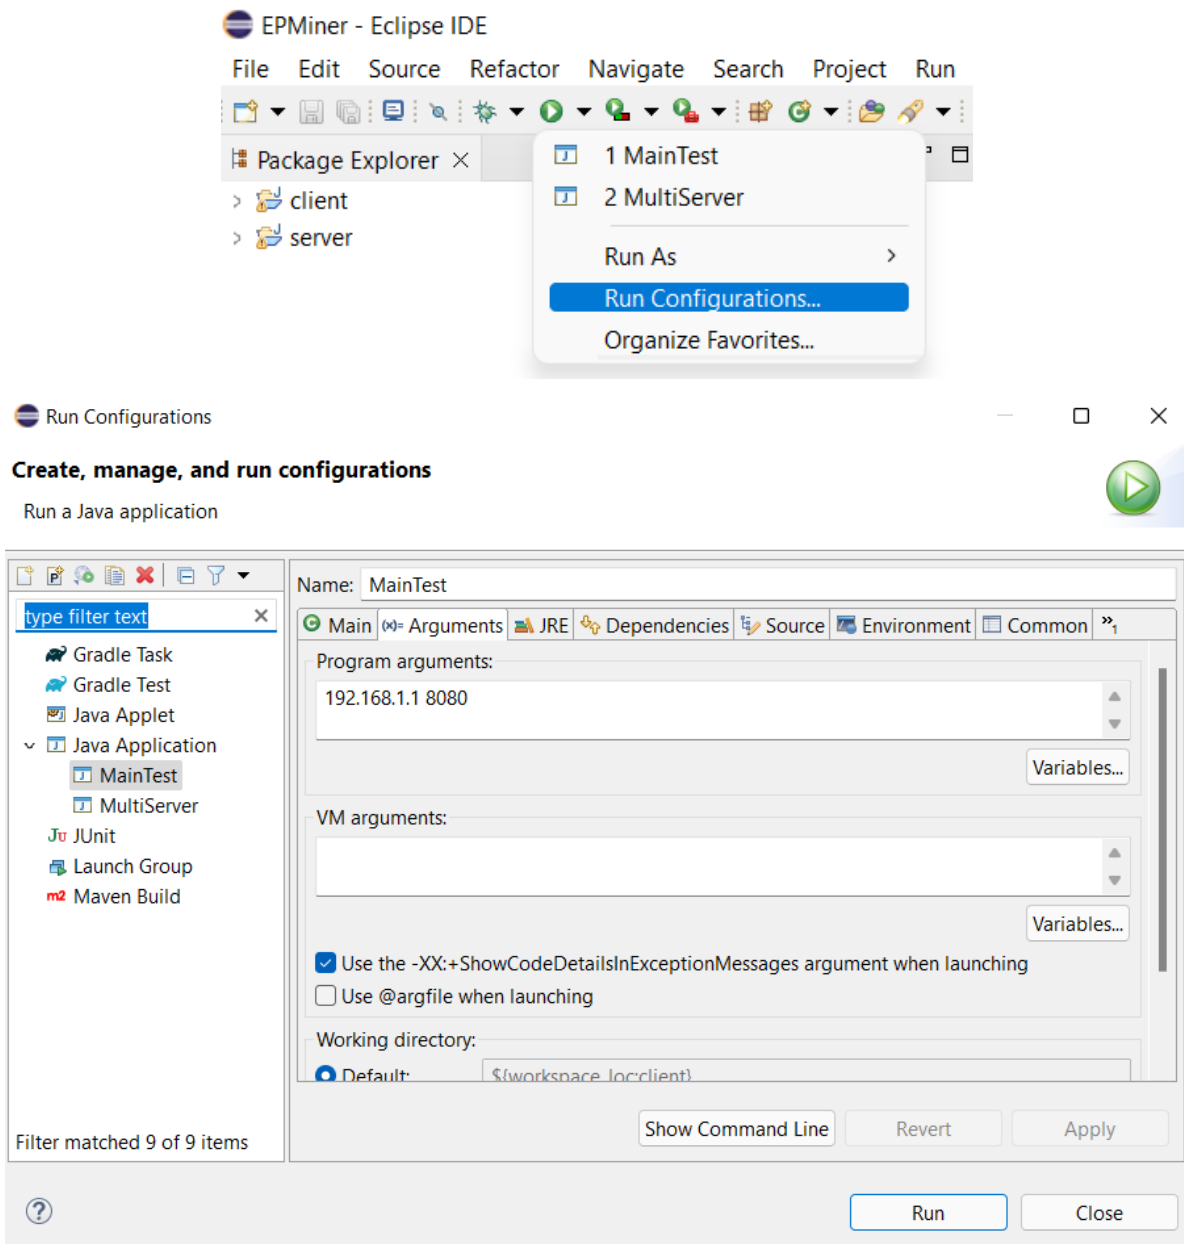 EPMiner - Eclipse IDE
File Edit Source Refactor Navigate Search Project Run
Package Explorer
1 MainTest
client
2 MultiServer
server
Run As
Run Configurations...
Organize Favorites...
Run Configurations
Create, manage, and run configurations
Run a Java application
type filter text
Gradle Task
Gradle Test
Java Applet
Java Application
MainTest
MultiServer
Ju JUnit
Launch Group
m2 Maven Build
Filter matched 9 of 9 items
Name: MainTest
Main (x)= Arguments JRE Dependencies Source Environment Common »1
Program arguments:
192.168.1.1 8080
Variables...
VM arguments:
Variables...
Use the -XX:+ShowCodeDetailsInExceptionMessages argument when launching
Use @argfile when launching
Working directory:
Default: ${workspace_loc:client}
Show Command Line Revert Apply
? Run Close